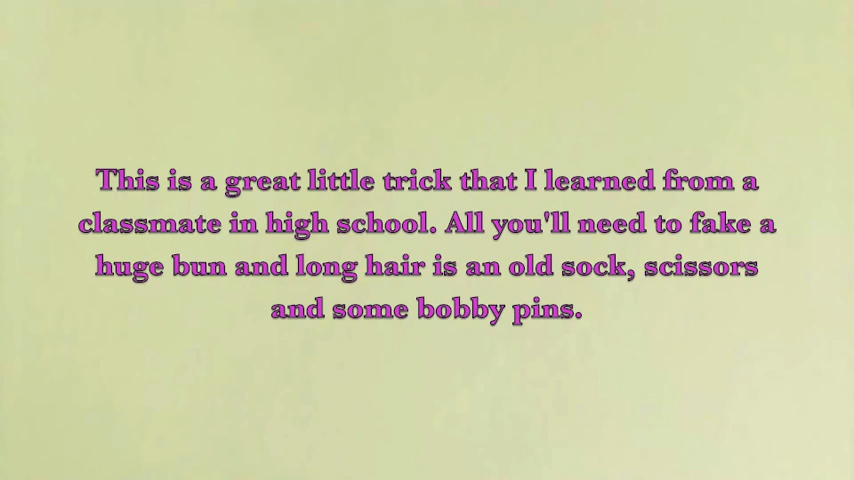 This is a great little trick that I learned from a
classmate in high school. All you'll need to fake a
huge bun and long hair is an old sock, scissors
and some bobby pins.